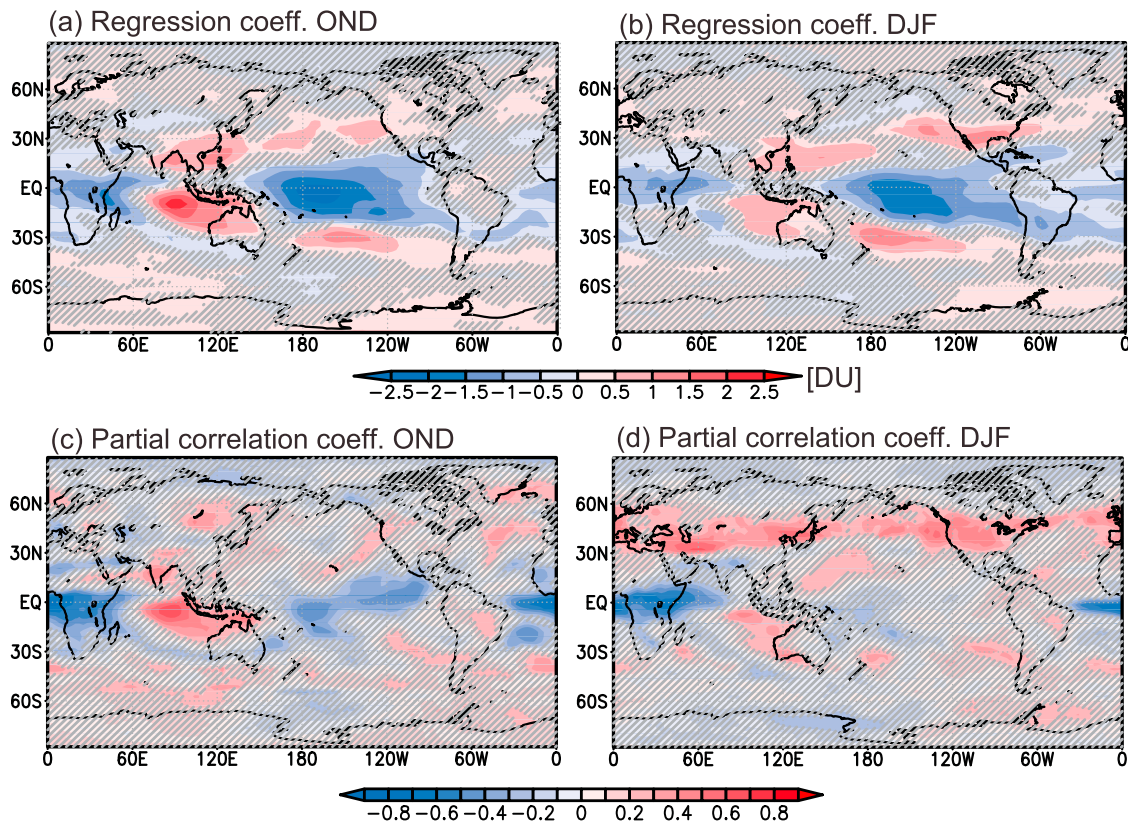 (a) Regression coeff. OND
(b) Regression coeff. DJF
60N
30N
EQ
30S
60S
0 60E 120E 180 120W 60W 0
60N
30N
EQ
30S
60S
0 60E 120E 180 120W 60W 0
-2.5 -2 -1.5 -1 -0.5 0 0.5 1 1.5 2 2.5 [DU]
(c) Partial correlation coeff. OND
(d) Partial correlation coeff. DJF
60N
30N
EQ
30S
60S
0 60E 120E 180 120W 60W 0
60N
30N
EQ
30S
60S
0 60E 120E 180 120W 60W 0
-0.8 -0.6 -0.4 -0.2 0 0.2 0.4 0.6 0.8